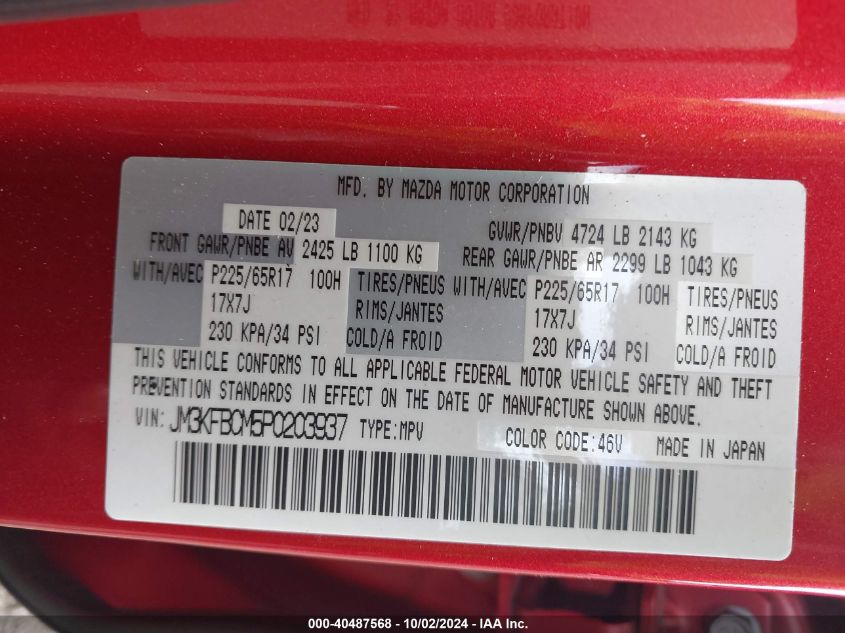 MFD. BY MAZDA MOTOR CORPORATION
DATE 02/23 GVWR/PNBV 4724 LB 2143 KG
FRONT GAWR/PNBE AV 2425 LB 1100 KG REAR GAWR/PNBE AR 2299 LB 1043 KG
WITH/AVEC P225/65R17 100H TIRES/PNEUS WITH/AVEC P225/65R17 100H TIRES/PNEUS
17X7J RIMS/JANTES 17X7J RIMS/JANTES
230 KPA/34 PSI COLD/A FROID 230 KPA/34 PSI COLD/A FROID
THIS VEHICLE CONFORMS TO ALL APPLICABLE FEDERAL MOTOR VEHICLE SAFETY AND THEFT
PREVENTION STANDARDS IN EFFECT ON THE DATE OF MANUFACTURE SHOWN ABOVE.
VIN: JM3KFBCM5P0203937 TYPE:MPV COLOR CODE:46V MADE IN JAPAN
000-40487568 - 10/02/2024 - IAA Inc.